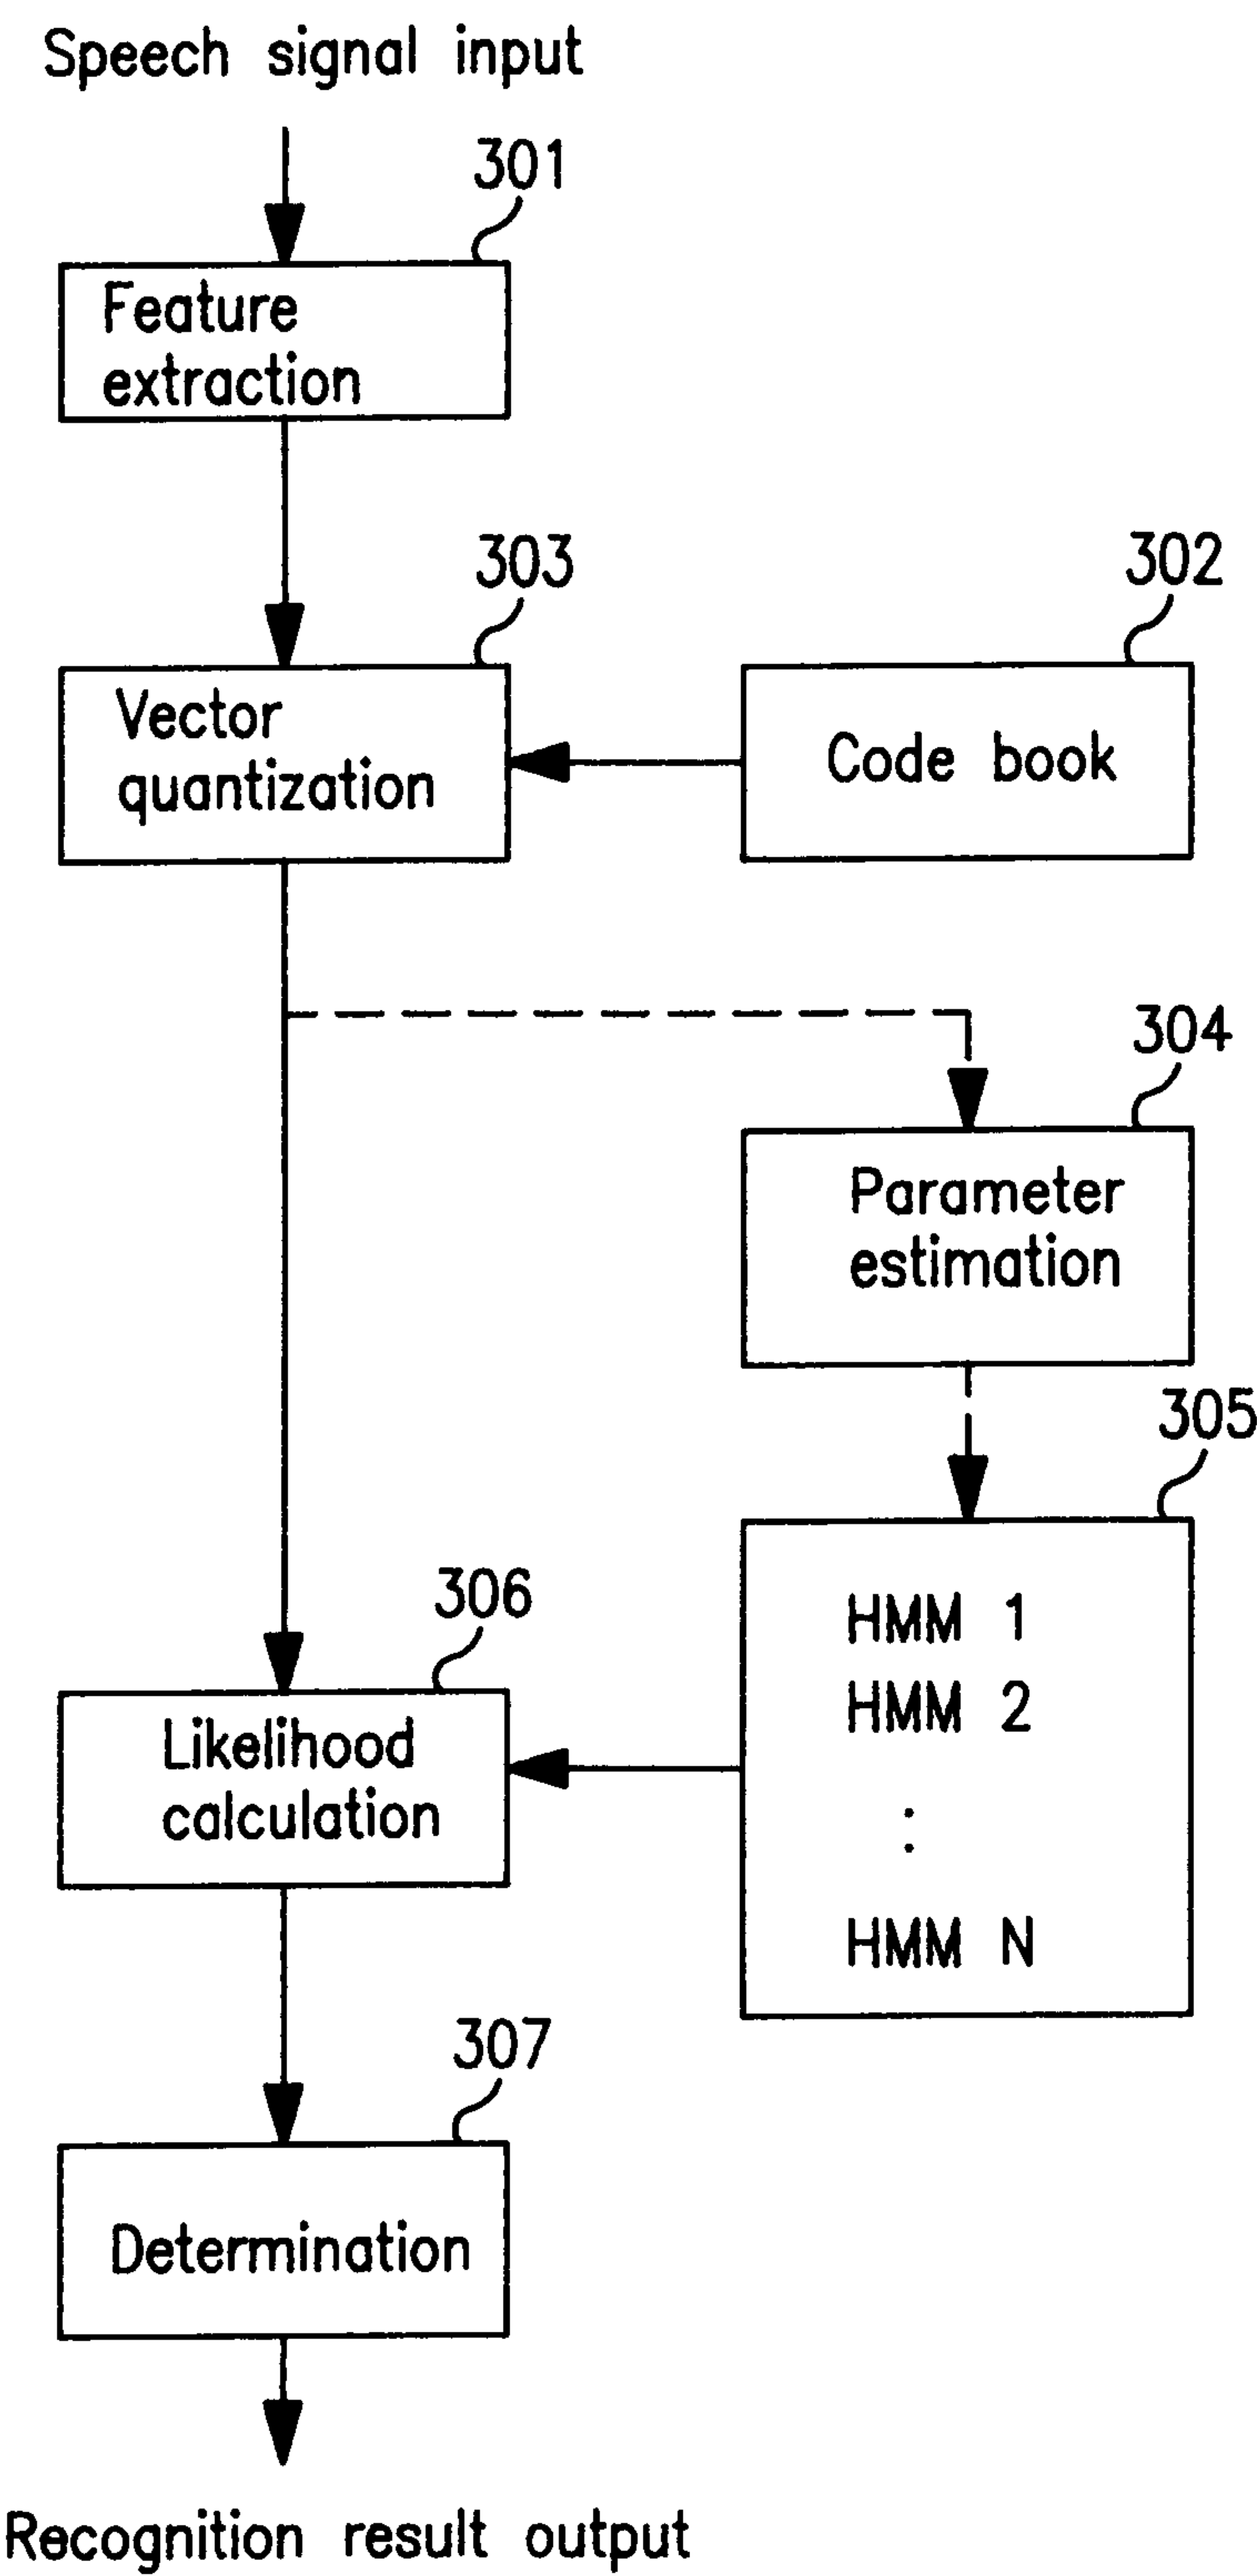 Speech signal input
301
Feature
extraction
303
302
Vector
quantization
Code book
304
Parameter
estimation
305
HMM 1
HMM 2
:
HMM N
306
Likelihood
calculation
307
Determination
Recognition result output